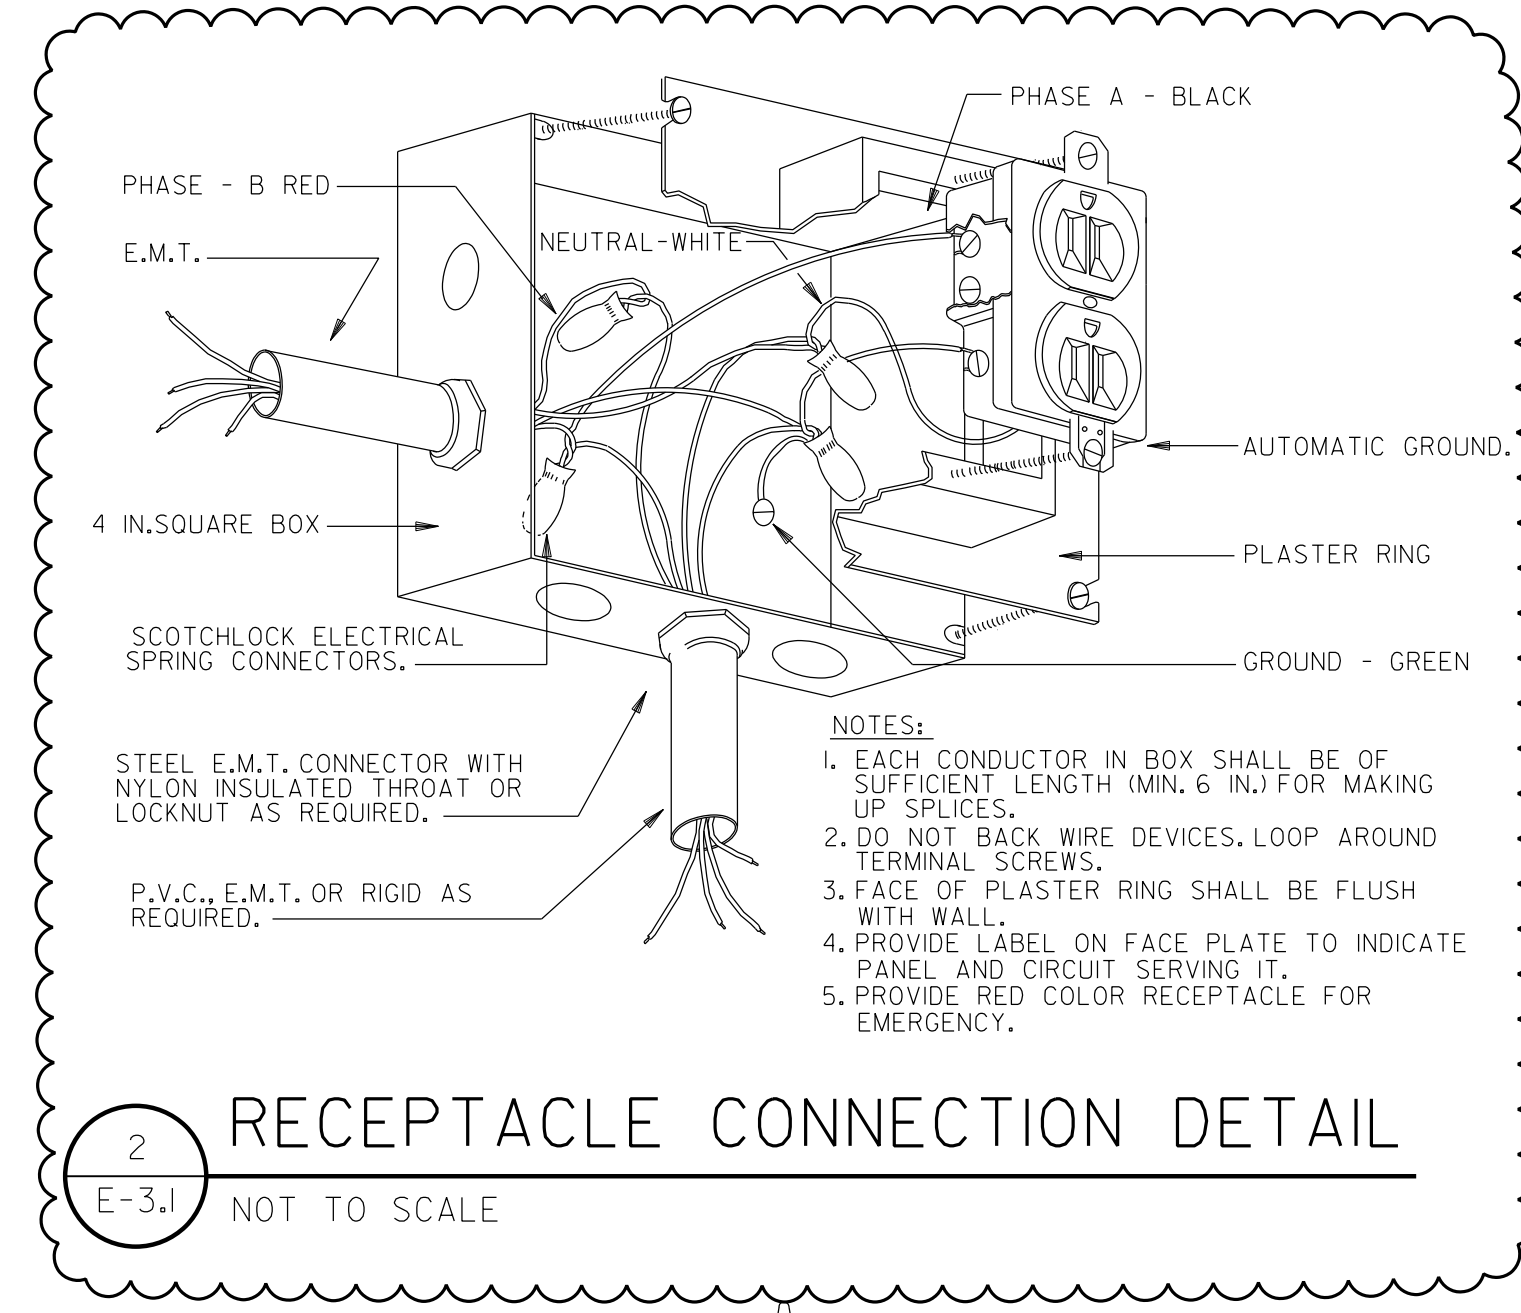 PHASE A - BLACK
PHASE - B RED
NEUTRAL-WHITE
E.M.T.
AUTOMATIC GROUND.
4 IN.SQUARE BOX
PLASTER RING
SCOTCHLOCK ELECTRICAL
SPRING CONNECTORS.
GROUND - GREEN
STEEL E.M.T. CONNECTOR WITH
NYLON INSULATED THROAT OR
LOCKNUT AS REQUIRED.
P.V.C., E.M.T. OR RIGID AS
REQUIRED.
NOTES:
1. EACH CONDUCTOR IN BOX SHALL BE OF
SUFFICIENT LENGTH (MIN. 6 IN.) FOR MAKING
UP SPLICES.
2. DO NOT BACK WIRE DEVICES. LOOP AROUND
TERMINAL SCREWS.
3. FACE OF PLASTER RING SHALL BE FLUSH
WITH WALL.
4. PROVIDE LABEL ON FACE PLATE TO INDICATE
PANEL AND CIRCUIT SERVING IT.
5. PROVIDE RED COLOR RECEPTACLE FOR
EMERGENCY.
RECEPTACLE CONNECTION DETAIL
2
E-3.1
NOT TO SCALE